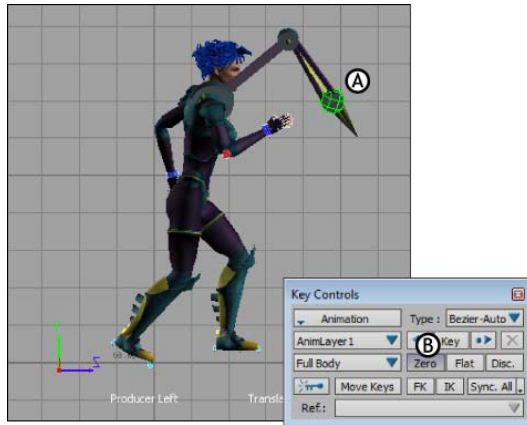 A
Key Controls
Animation Type : Bezier-Auto
AnimLayer1 Key
B
Full Body Zero Flat Disc.
Move Keys FK IK Sync. All
Ref.:
Producer Left Transla